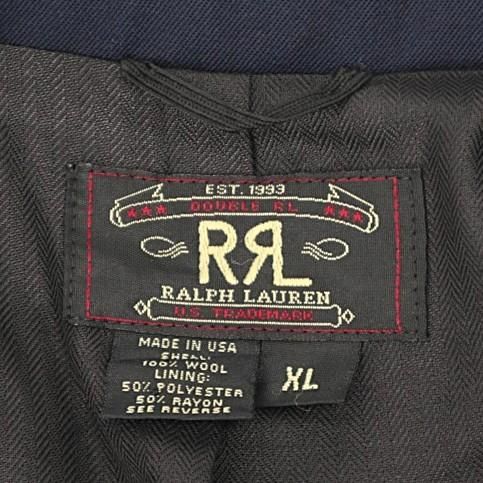 EST. 1993
DOUBLE RL
RRL
RALPH LAUREN
U.S. TRADEMARK
MADE IN USA
SHELL:
100% WOOL
LINING:
50% POLYESTER
50% RAYON
SEE REVERSE
XL